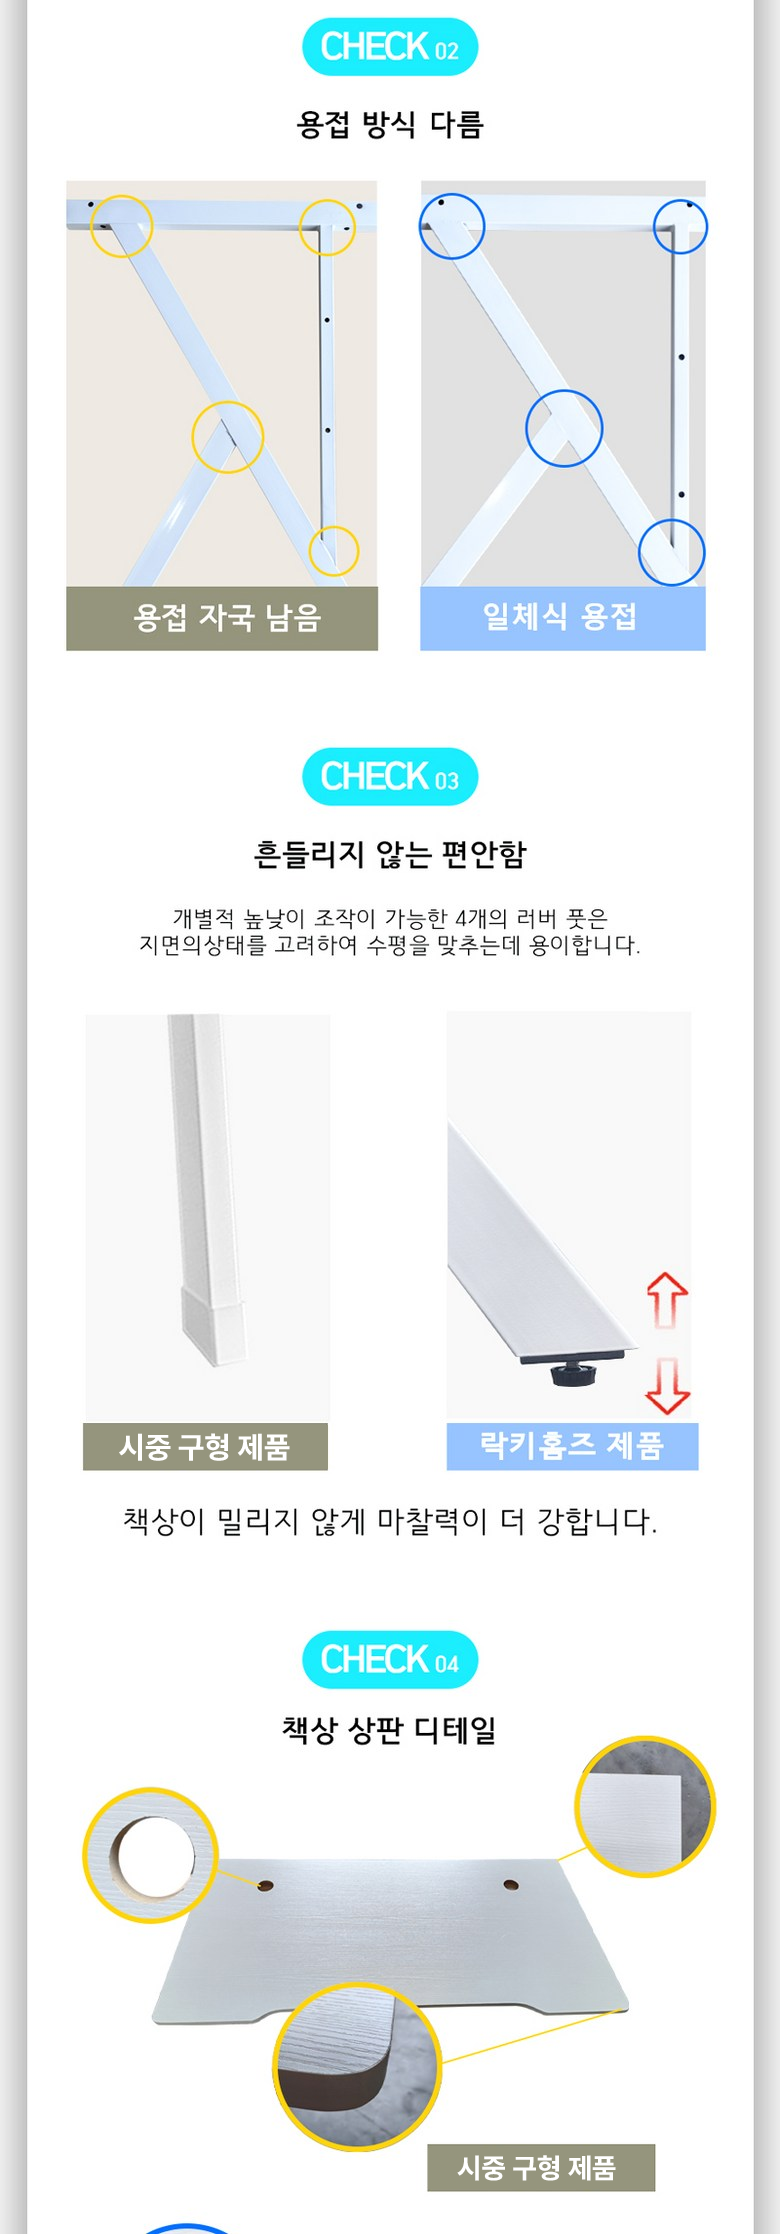 CHECK 02
용접 방식 다름
용접 자국 남음
일체식 용접
CHECK 03
흔들리지 않는 편안함
개별적 높낮이 조작이 가능한 4개의 러버 풋은
지면의상태를 고려하여 수평을 맞추는데 용이합니다.
시중 구형 제품
락키홈즈 제품
책상이 밀리지 않게 마찰력이 더 강합니다.
CHECK 04
책상 상판 디테일
시중 구형 제품